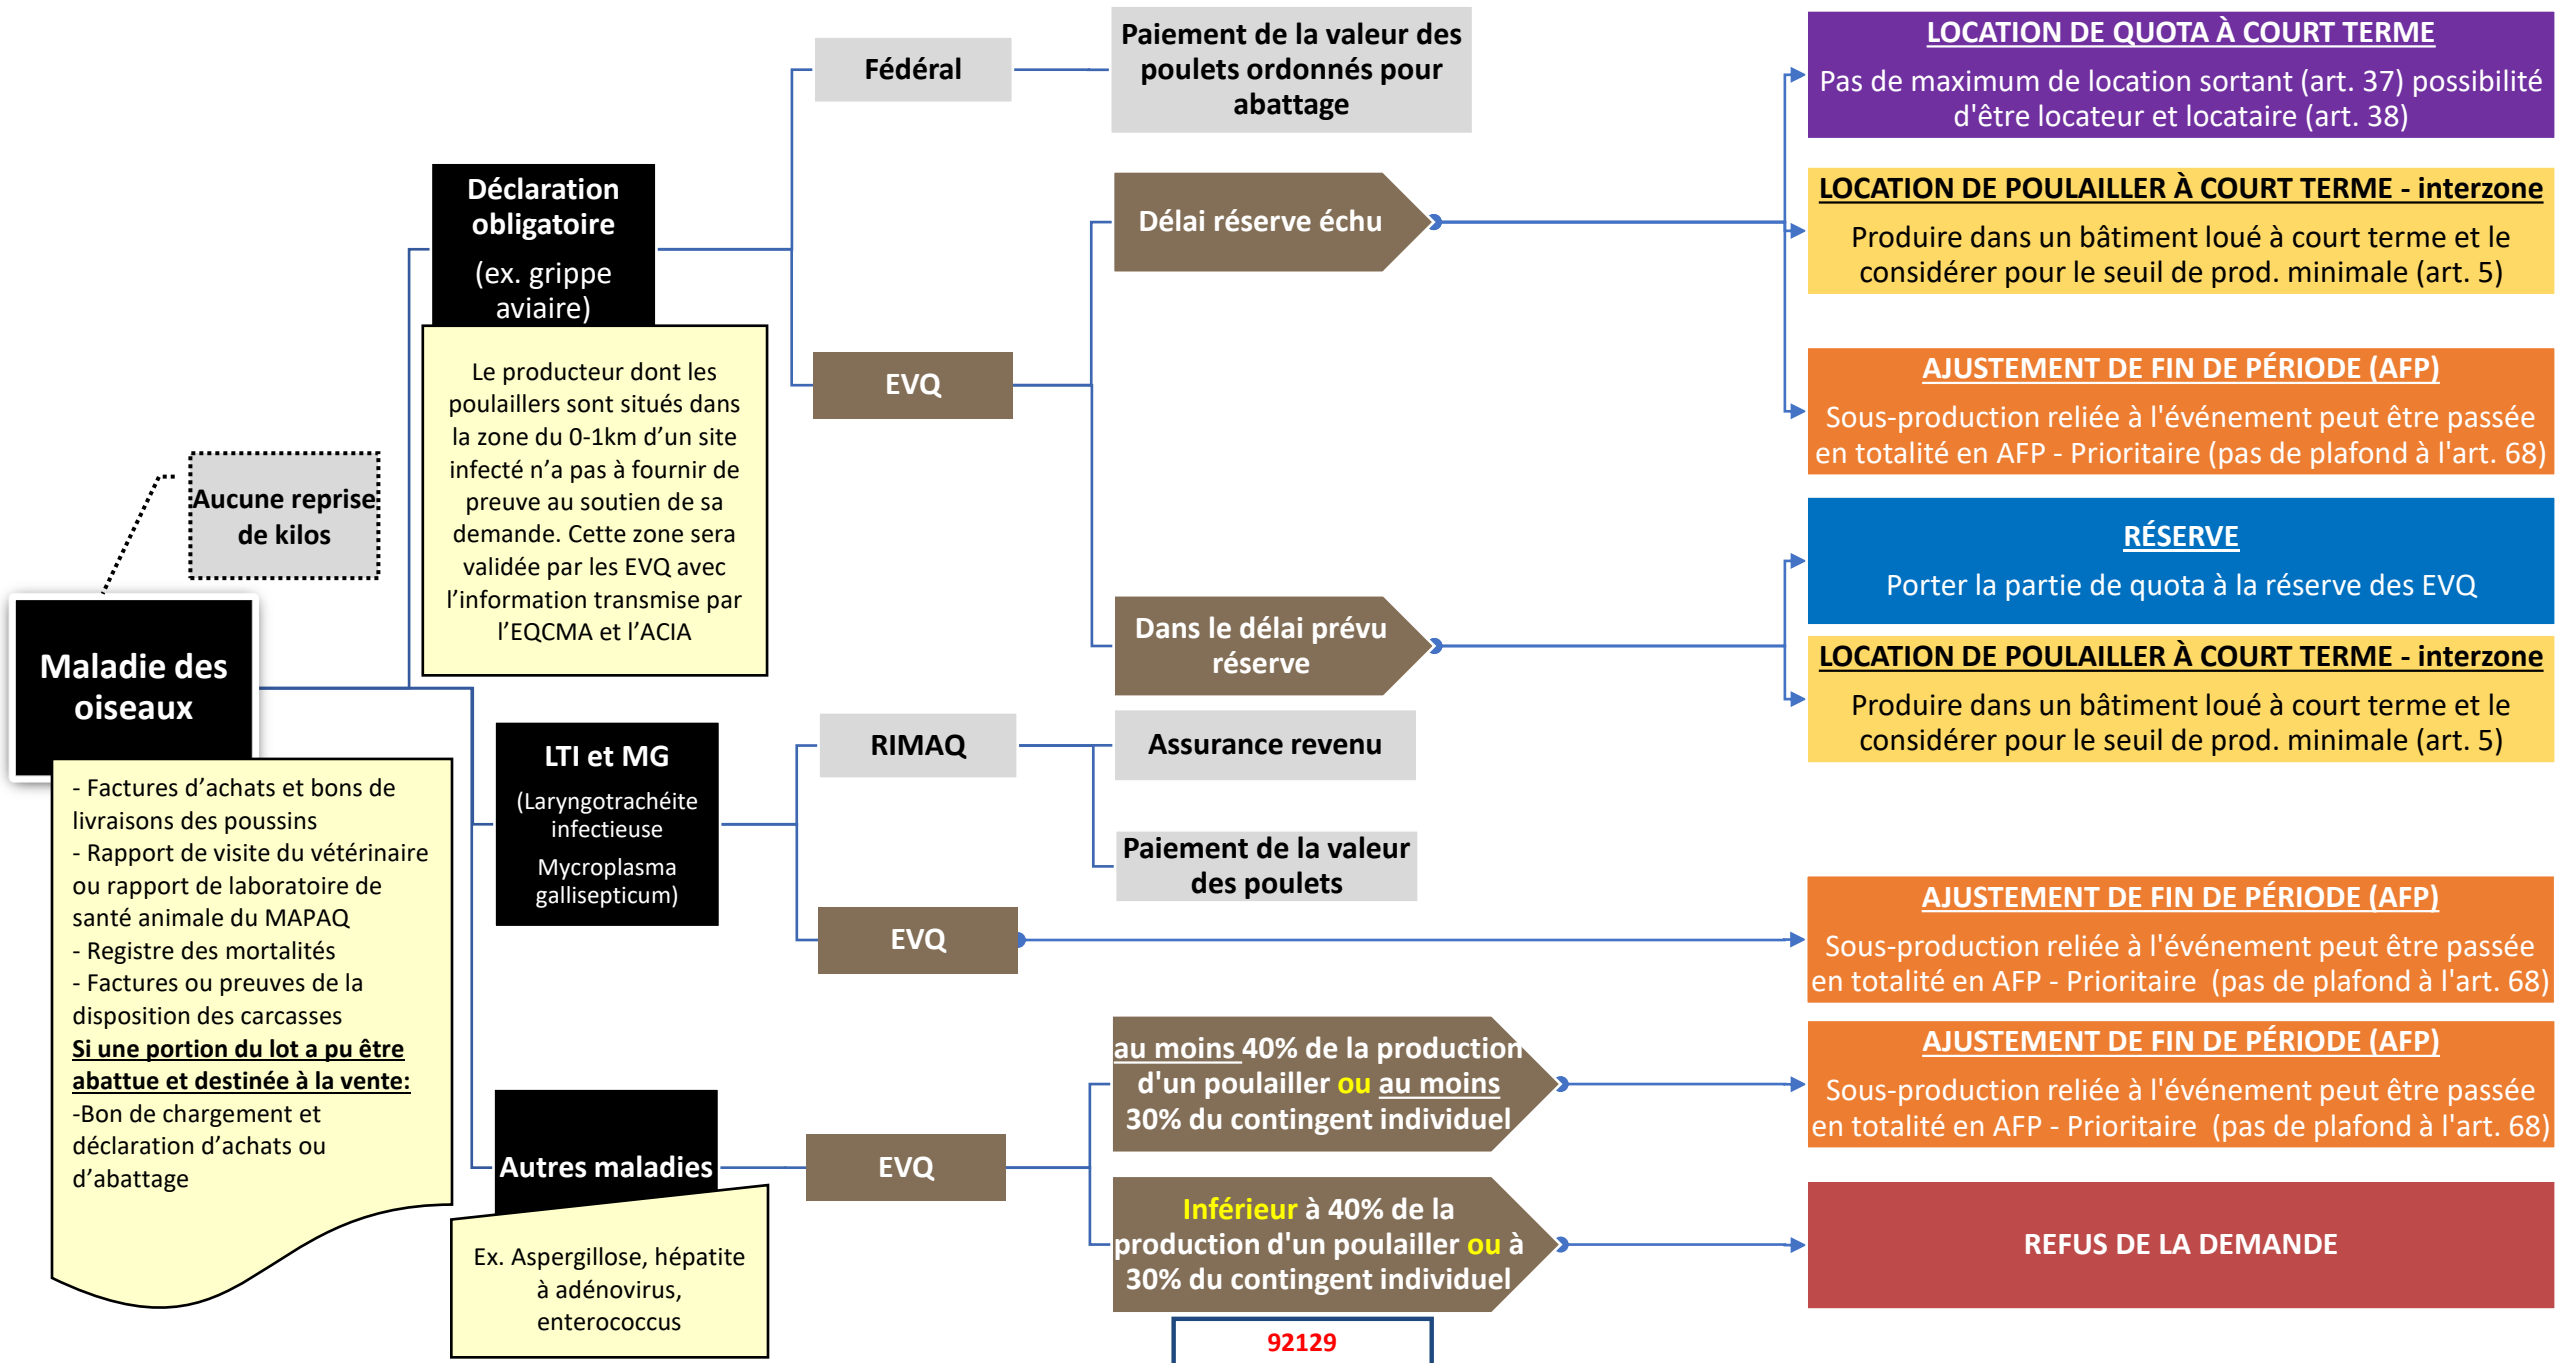 Maladie des
oiseaux
Aucune reprise
de kilos
- Factures d'achats et bons de
livraisons des poussins
- Rapport de visite du vétérinaire
ou rapport de laboratoire de
santé animale du MAPAQ
- Registre des mortalités
- Factures ou preuves de la
disposition des carcasses
Si une portion du lot a pu être
abattue et destinée à la vente:
-Bon de chargement et
déclaration d'achats ou
d'abattage
Déclaration
obligatoire
(ex. grippe
aviaire)
Le producteur dont les
poulaillers sont situés dans
la zone du 0-1km d'un site
infecté n'a pas à fournir de
preuve au soutien de sa
demande. Cette zone sera
validée par les EVQ avec
l'information transmise par
l'EQCMA et l'ACIA
Fédéral
Paiement de la valeur des
poulets ordonnés pour
abattage
EVQ
Délai réserve échu
LOCATION DE QUOTA À COURT TERME
Pas de maximum de location sortant (art. 37) possibilité
d'être locateur et locataire (art. 38)
LOCATION DE POULAILLER À COURT TERME - interzone
Produire dans un bâtiment loué à court terme et le
considérer pour le seuil de prod. minimale (art. 5)
AJUSTEMENT DE FIN DE PÉRIODE (AFP)
Sous-production reliée à l'événement peut être passée
en totalité en AFP - Prioritaire (pas de plafond à l'art. 68)
Dans le délai prévu
réserve
RÉSERVE
Porter la partie de quota à la réserve des EVQ
LOCATION DE POULAILLER À COURT TERME - interzone
Produire dans un bâtiment loué à court terme et le
considérer pour le seuil de prod. minimale (art. 5)
LTI et MG
(Laryngotrachéite
infectieuse
Mycroplasma
gallisepticum)
RIMAQ
Assurance revenu
Paiement de la valeur
des poulets
EVQ
AJUSTEMENT DE FIN DE PÉRIODE (AFP)
Sous-production reliée à l'événement peut être passée
en totalité en AFP - Prioritaire (pas de plafond à l'art. 68)
Autres maladies
Ex. Aspergillose, hépatite
à adénovirus,
enterococcus
EVQ
au moins 40% de la production
d'un poulailler ou au moins
30% du contingent individuel
AJUSTEMENT DE FIN DE PÉRIODE (AFP)
Sous-production reliée à l'événement peut être passée
en totalité en AFP - Prioritaire (pas de plafond à l'art. 68)
Inférieur à 40% de la
production d'un poulailler ou à
30% du contingent individuel
REFUS DE LA DEMANDE
92129